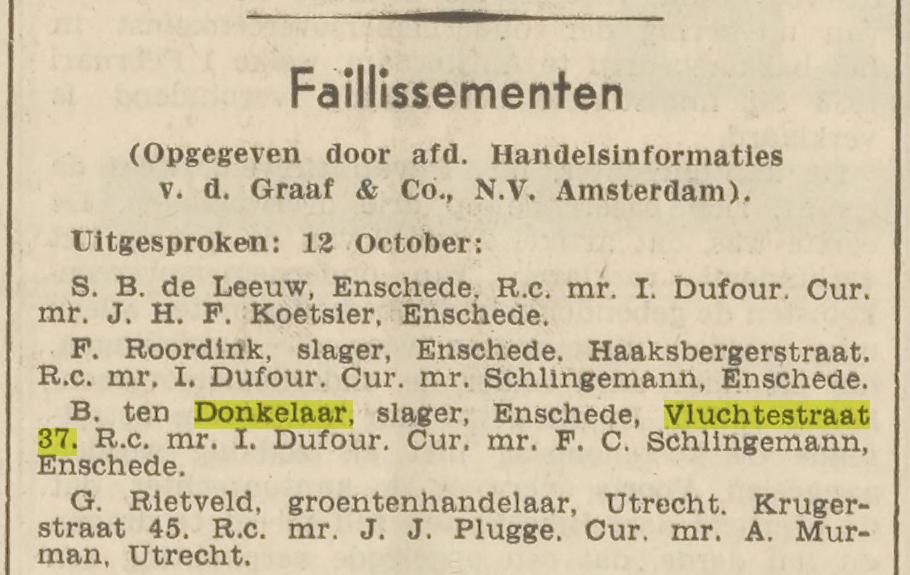 Faillissementen
(Opgegeven door afd. Handelsinformaties
v. d. Graaf & Co., N.V. Amsterdam).
Uitgesproken: 12 October:
S. B. de Leeuw, Enschede. R.c. mr. I. Dufour. Cur.
mr. J. H. F. Koetsier, Enschede.
F. Roordink, slager, Enschede. Haaksbergerstraat.
R.c. mr. I. Dufour. Cur. mr. Schlingemann, Enschede.
B. ten Donkelaar, slager, Enschede, Vluchtestraat
37. R.c. mr. I. Dufour. Cur. mr. F. C. Schlingemann,
Enschede.
G. Rietveld, groentenhandelaar, Utrecht. Kruger-
straat 45. R.c. mr. J. J. Plugge. Cur. mr. A. Mur-
man, Utrecht.